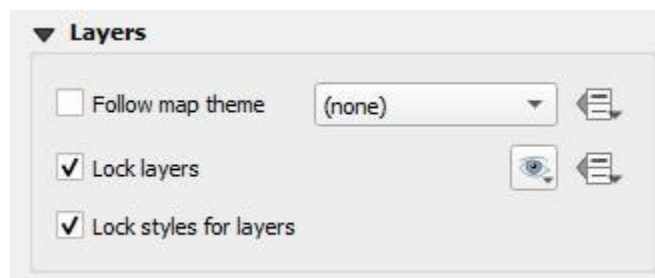 Layers
Follow map theme (none)
Lock layers
Lock styles for layers